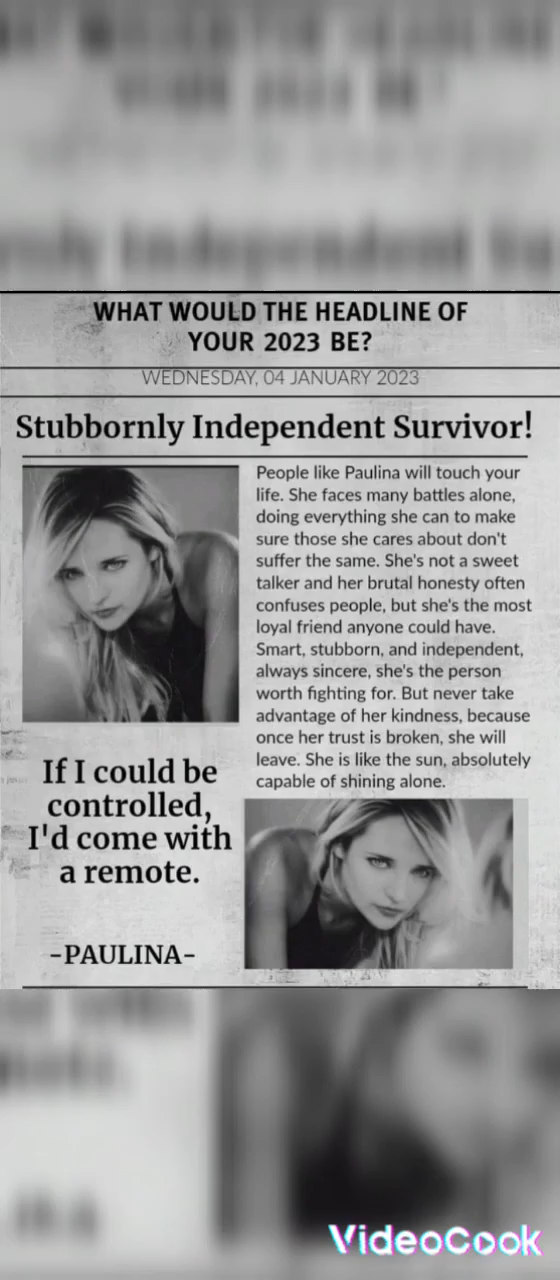 WHAT WOULD THE HEADLINE OF
YOUR 2023 BE?
WEDNESDAY, 04 JANUARY 2023
Stubbornly Independent Survivor!
People like Paulina will touch your
life. She faces many battles alone,
doing everything she can to make
sure those she cares about don't
suffer the same. She's not a sweet
talker and her brutal honesty often
confuses people, but she's the most
loyal friend anyone could have.
Smart, stubborn, and independent,
always sincere, she's the person
worth fighting for. But never take
advantage of her kindness, because
once her trust is broken, she will
leave. She is like the sun, absolutely
capable of shining alone.
If I could be
controlled,
I'd come with
a remote.
-PAULINA-
VideoCook